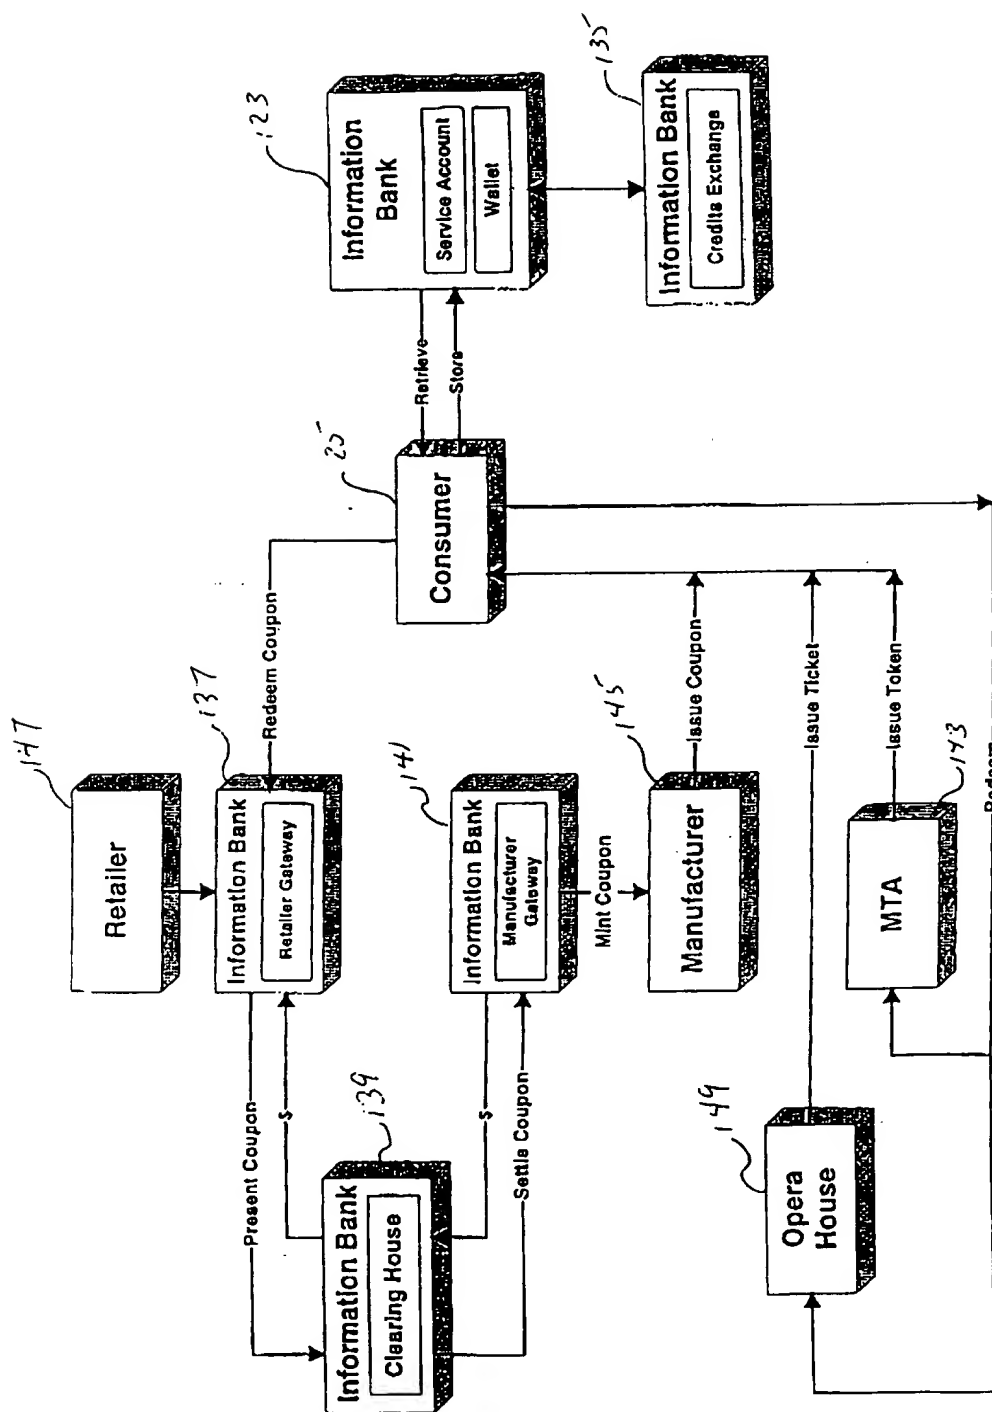 147
Retailer
137
Information Bank
Retailer Gateway
Redeem Coupon
Present Coupon
$
139
Information Bank
Clearing House
141
Information Bank
Manufacturer
Gateway
$
Settle Coupon
Mint Coupon
145
Manufacturer
Issue Coupon
25
Consumer
Retrieve
Store
123
Information
Bank
Service Account
Wallet
135
Information Bank
Credits Exchange
149
Opera
House
Issue Ticket
MTA
143
Issue Token
Redeem